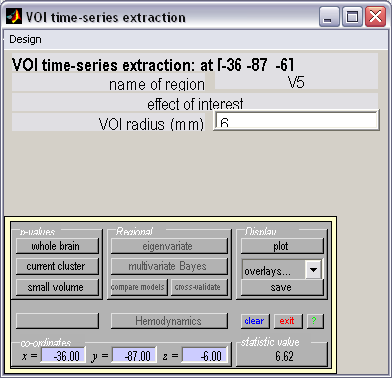 VOI time-series extraction
Design
VOI time-series extraction: at [-36 -87 -6]
name of region V5
effect of interest
VOI radius (mm) 6
p-values Regional Display
whole brain eigenvariate plot
current cluster multivariate Bayes overlays...
small volume compare models cross-validate save
Hemodynamics clear exit ?
co-ordinates statistic value
x = -36.00 y = -87.00 z = -6.00 6.62